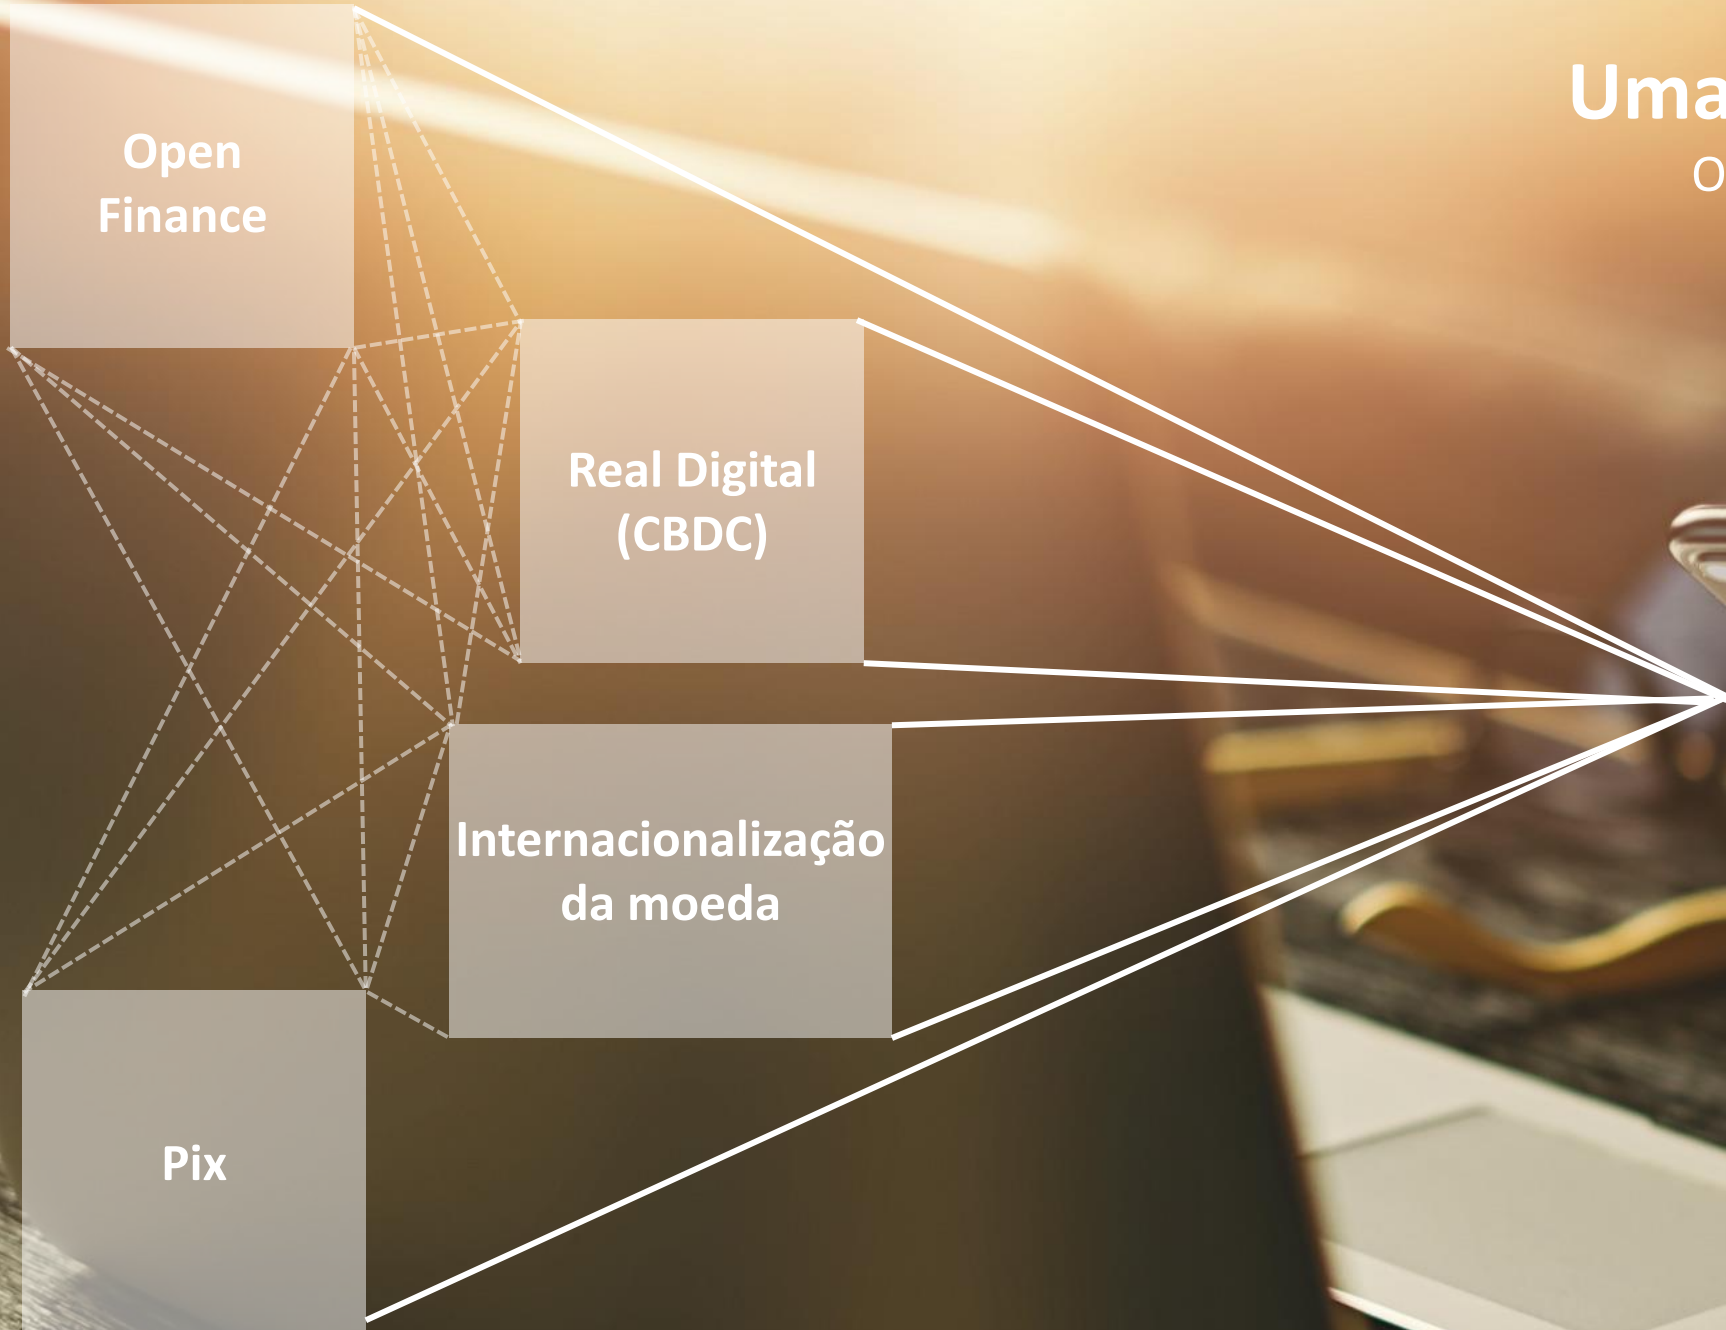 Uma
O
Open
Finance
Real Digital
(CBDC)
Internacionalização
da moeda
Pix